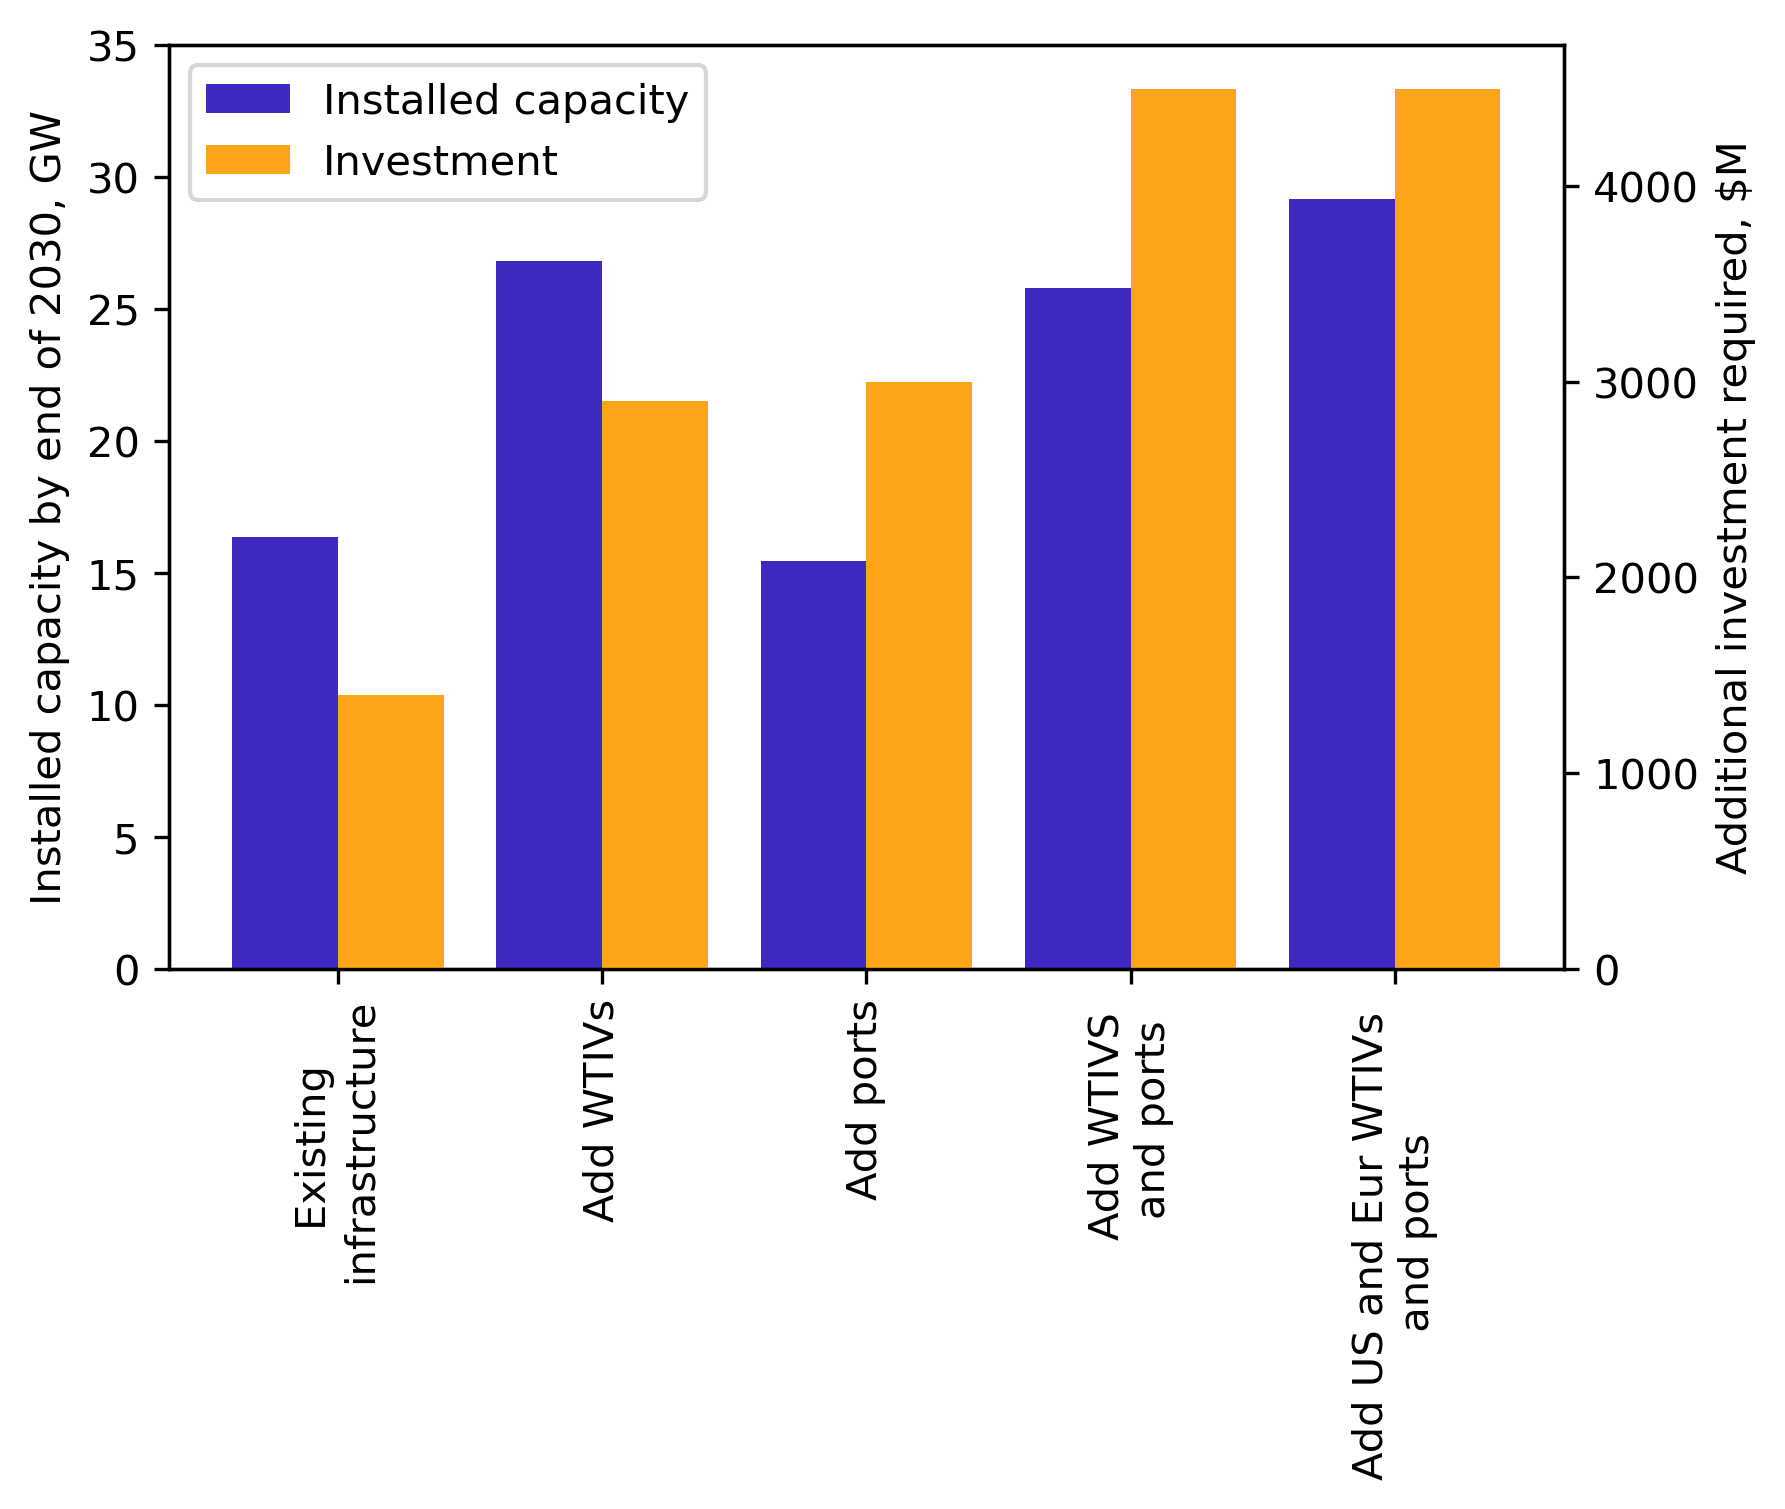 Installed capacity by end of 2030, GW
35
30
25
20
15
10
5
0
Installed capacity
Investment
4000
3000
2000
1000
0
Additional investment required, $M
Existing
infrastructure
Add WTIVs
Add ports
Add WTIVS
and ports
Add US and Eur WTIVs
and ports